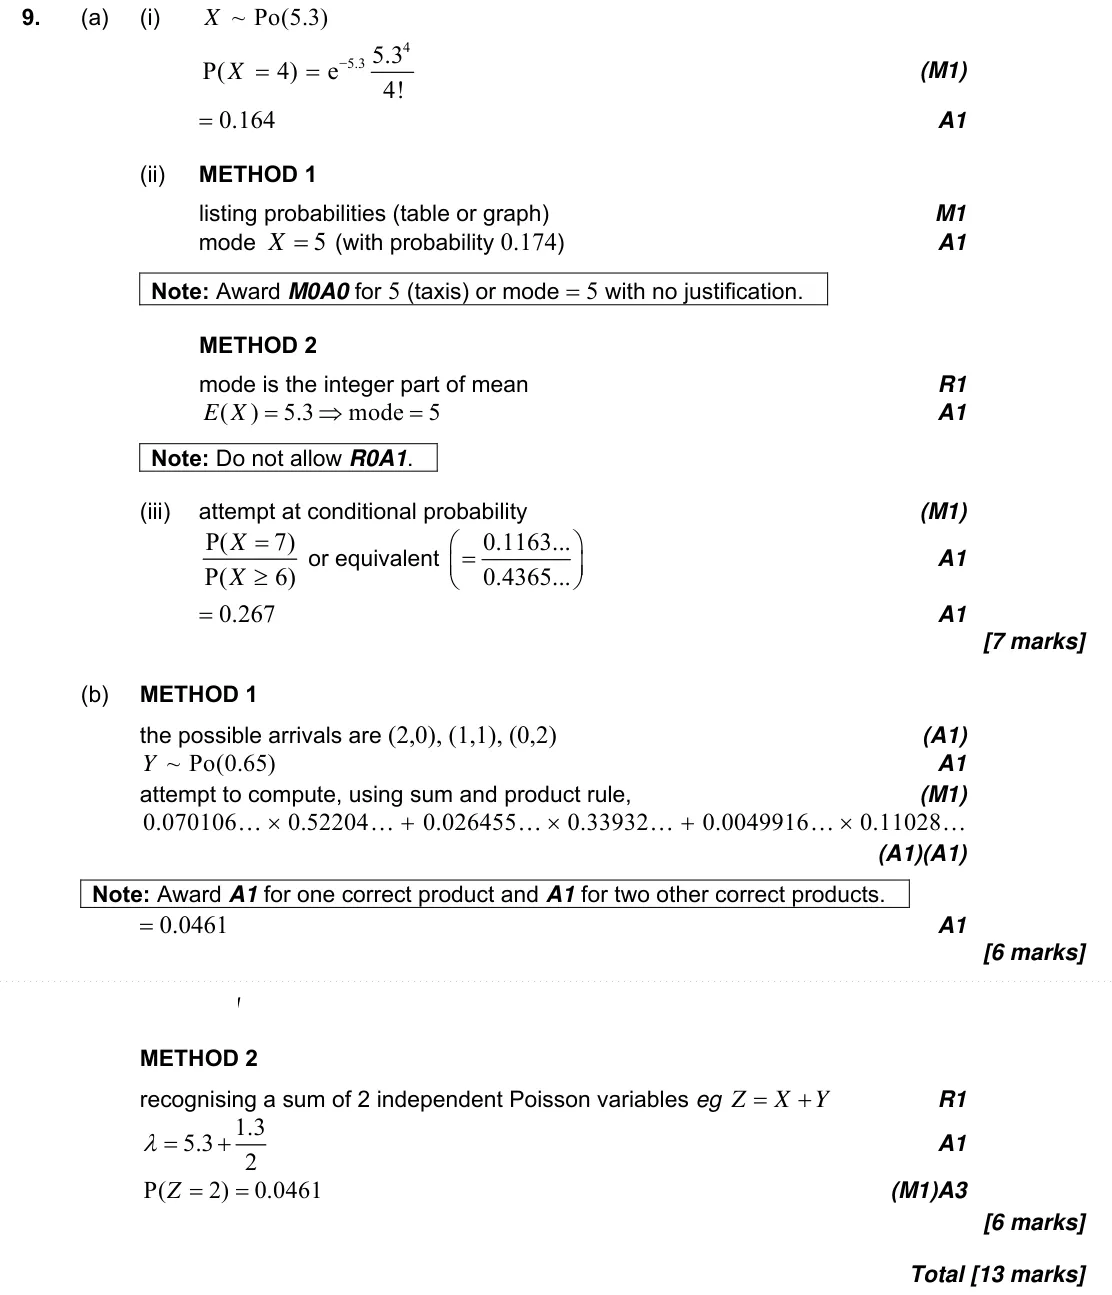 9. (a) (i) X ~ Po(5.3)
P(X = 4) = e^−5.3 5.3^4/4! (M1)
= 0.164 A1
(ii) METHOD 1
listing probabilities (table or graph) M1
mode X = 5 (with probability 0.174) A1
Note: Award M0A0 for 5 (taxis) or mode = 5 with no justification.
METHOD 2
mode is the integer part of mean R1
E(X) = 5.3 ⇒ mode = 5 A1
Note: Do not allow R0A1.
(iii) attempt at conditional probability (M1)
P(X = 7)/P(X ≥ 6) or equivalent (= 0.1163.../0.4365...) A1
= 0.267 A1
[7 marks]
(b) METHOD 1
the possible arrivals are (2,0), (1,1), (0,2) (A1)
Y ~ Po(0.65) A1
attempt to compute, using sum and product rule, (M1)
0.070106… × 0.52204… + 0.026455… × 0.33932… + 0.0049916… × 0.11028…
(A1)(A1)
Note: Award A1 for one correct product and A1 for two other correct products.
= 0.0461 A1
[6 marks]
METHOD 2
recognising a sum of 2 independent Poisson variables eg Z = X + Y R1
λ = 5.3 + 1.3/2 A1
P(Z = 2) = 0.0461 (M1)A3
[6 marks]
Total [13 marks]